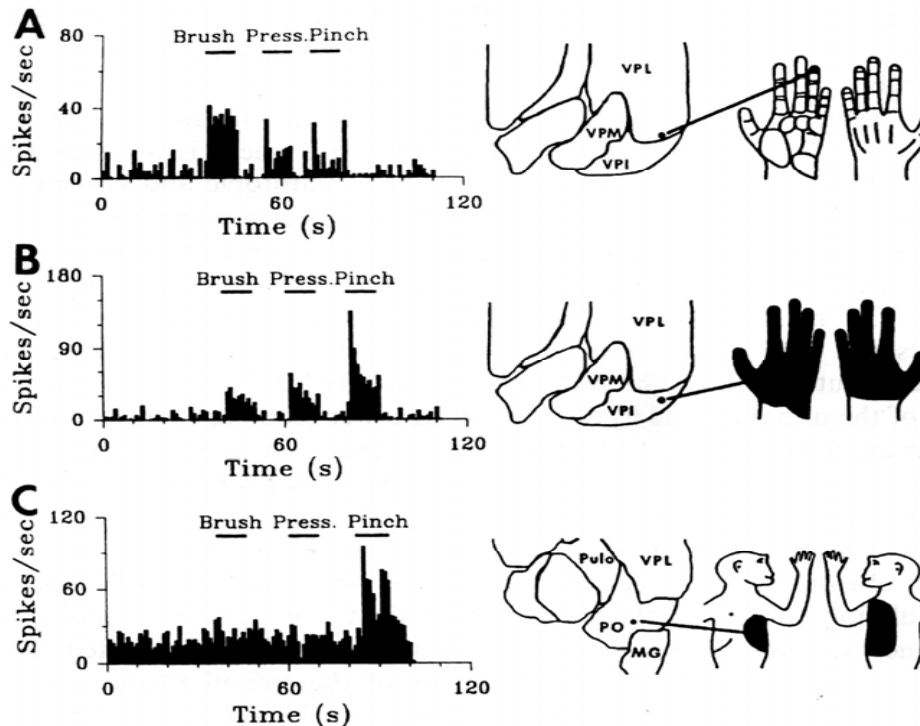 A
Brush Press. Pinch
Spikes/sec
80
40
0
0 60 120
Time (s)
VPL
VPM
VPI
B
Brush Press. Pinch
Spikes/sec
180
90
0
0 60 120
Time (s)
VPL
VPM
VPI
C
Brush Press. Pinch
Spikes/sec
120
60
0
0 60 120
Time (s)
Pulo VPL
PO
MG